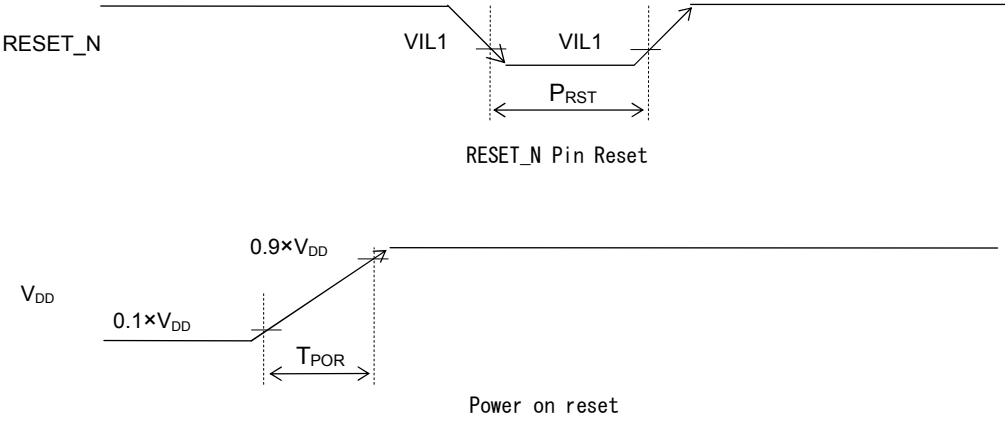 RESET_N
VIL1
VIL1
PRST
RESET_N Pin Reset
0.9×VDD
VDD
0.1×VDD
TPOR
Power on reset